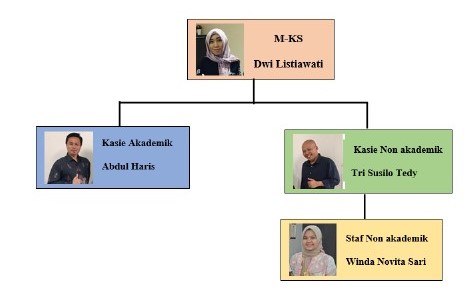 M-KS
Dwi Listiawati
Kasie Akademik
Abdul Haris
Kasie Non akademik
Tri Susilo Tedy
Staf Non akademik
Winda Novita Sari